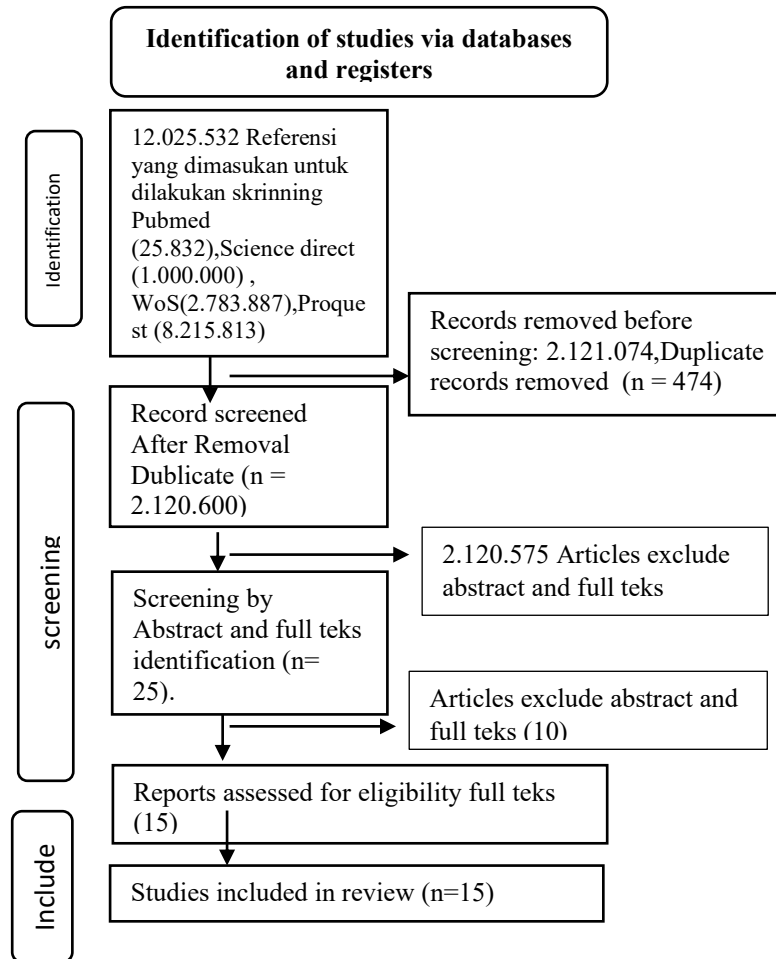 Identification of studies via databases
and registers
Identification
12.025.532 Referensi
yang dimasukan untuk
dilakukan skrinning
Pubmed
(25.832),Science direct
(1.000.000) ,
WoS(2.783.887),Proque
st (8.215.813)
Records removed before
screening: 2.121.074,Duplicate
records removed (n = 474)
screening
Record screened
After Removal
Dublicate (n =
2.120.600)
2.120.575 Articles exclude
abstract and full teks
Screening by
Abstract and full teks
identification (n=
25).
Articles exclude abstract and
full teks (10)
Reports assessed for eligibility full teks
(15)
Include
Studies included in review (n=15)